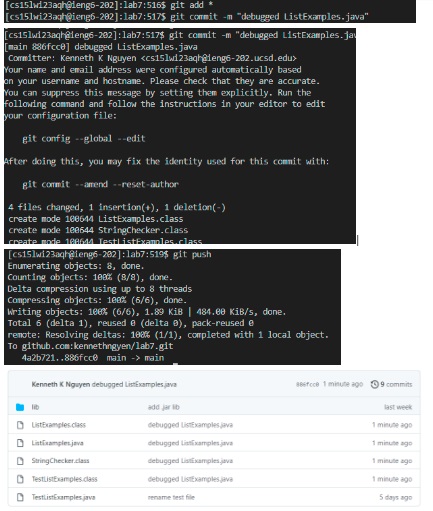 [cs15lwi23aqh@ieng6-202]:lab7:516$ git add *
[cs15lwi23aqh@ieng6-202]:lab7:517$ git commit -m "debugged ListExamples.java"
[cs15lwi23aqh@ieng6-202]:lab7:517$ git commit -m "debugged ListExamples.jav
[main 886fcc0] debugged ListExamples.java
Committer: Kenneth K Nguyen <cs15lwi23aqh@ieng6-202.ucsd.edu>
Your name and email address were configured automatically based
on your username and hostname. Please check that they are accurate.
You can suppress this message by setting them explicitly. Run the
following command and follow the instructions in your editor to edit
your configuration file:
git config --global --edit
After doing this, you may fix the identity used for this commit with:
git commit --amend --reset-author
4 files changed, 1 insertion(+), 1 deletion(-)
create mode 100644 ListExamples.class
create mode 100644 StringChecker.class
create mode 100644 TestListExamples.class
[cs15lwi23aqh@ieng6-202]:lab7:519$ git push
Enumerating objects: 8, done.
Counting objects: 100% (8/8), done.
Delta compression using up to 8 threads
Compressing objects: 100% (6/6), done.
Writing objects: 100% (6/6), 1.89 KiB | 484.00 KiB/s, done.
Total 6 (delta 1), reused 0 (delta 0), pack-reused 0
remote: Resolving deltas: 100% (1/1), completed with 1 local object.
To github.com:kennethngyen/lab7.git
4a2b721..886fcc0 main -> main
Kenneth K Nguyen debugged ListExamples.java 886fcc0 1 minute ago 9 commits
lib add .jar lib last week
ListExamples.class debugged ListExamples.java 1 minute ago
ListExamples.java debugged ListExamples.java 1 minute ago
StringChecker.class debugged ListExamples.java 1 minute ago
TestListExamples.class debugged ListExamples.java 1 minute ago
TestListExamples.java rename test file 5 days ago